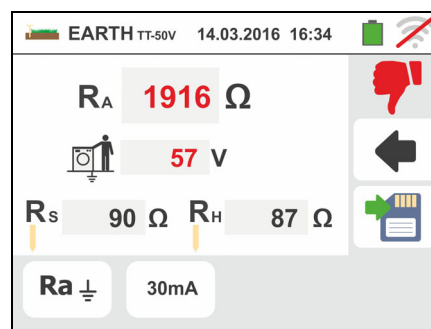 EARTH TT-50V 14.03.2016 16:34
RA 1916 Ω
57 V
Rs 90 Ω RH 87 Ω
Ra 30mA